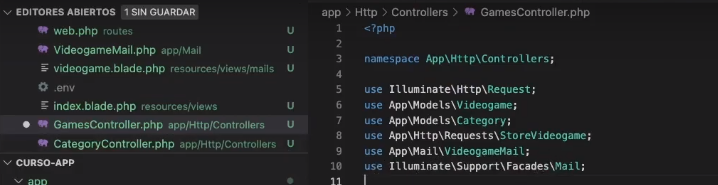 EDITORES ABIERTOS 1 SIN GUARDAR
web.php routes U
VideogameMail.php app/Mail U
videogame.blade.php resources/views/mails U
.env
index.blade.php resources/views U
GamesController.php app/Http/Controllers U
CategoryController.php app/Http/Controllers U
CURSO-APP
app
app > Http > Controllers > GamesController.php
1 <?php
2
3 namespace App\Http\Controllers;
4
5 use Illuminate\Http\Request;
6 use App\Models\Videogame;
7 use App\Models\Category;
8 use App\Http\Requests\StoreVideogame;
9 use App\Mail\VideogameMail;
10 use Illuminate\Support\Facades\Mail;
11